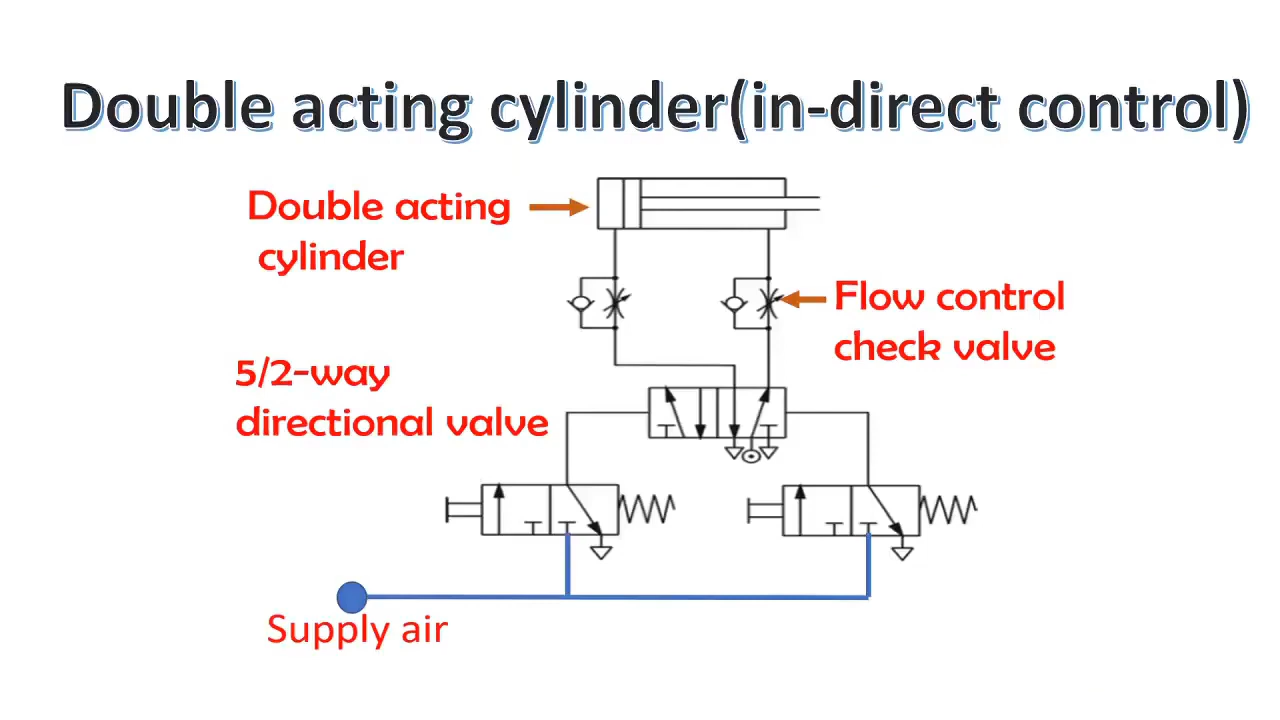 Double acting cylinder(in-direct control)
Double acting
cylinder
Flow control
check valve
5/2-way
directional valve
Supply air